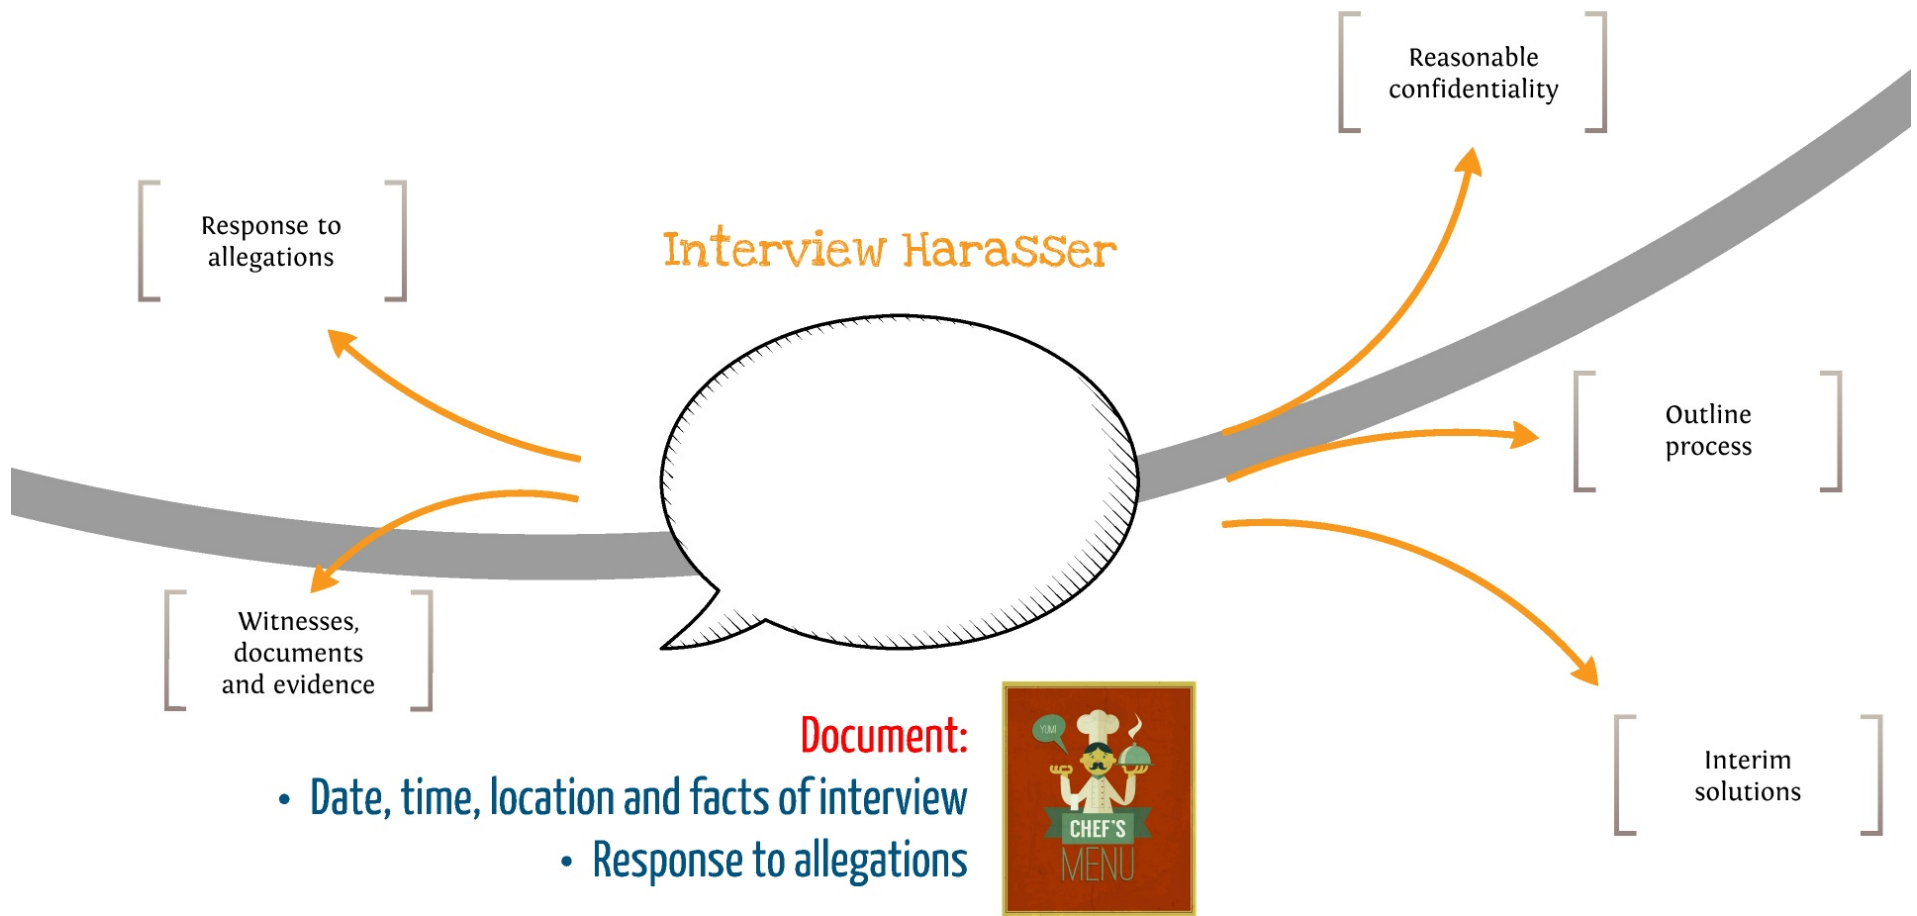 Reasonable
confidentiality
Response to
allegations
Interview Harasser
Outline
process
Witnesses,
documents
and evidence
Document:
• Date, time, location and facts of interview
• Response to allegations
YUM!
CHEF'S
MENU
Interim
solutions